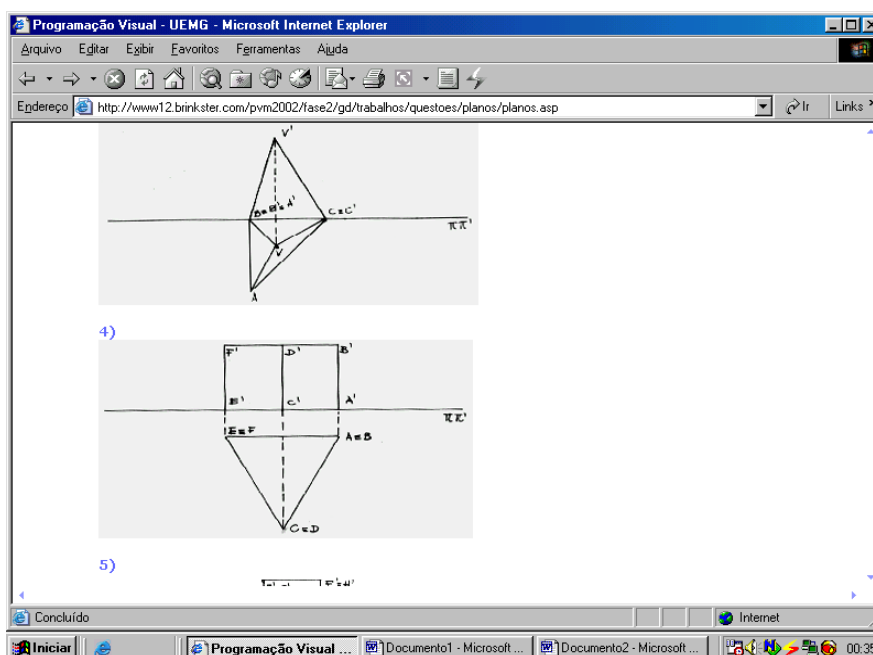 Programação Visual - UEMG - Microsoft Internet Explorer
Arquivo Editar Exibir Favoritos Ferramentas Ajuda
Endereço http://www12.brinkster.com/pvm2002/fase2/gd/trabalhos/questoes/planos/planos.asp Ir Links
V'
B≡B'≡A' C≡C'
ππ'
V
A
4)
F' D' B'
E' C' A'
ππ'
E≡F A≡B
C≡D
5)
Concluído Internet
Iniciar Programação Visual ... Documento1 - Microsoft ... Documento2 - Microsoft ... 00:35